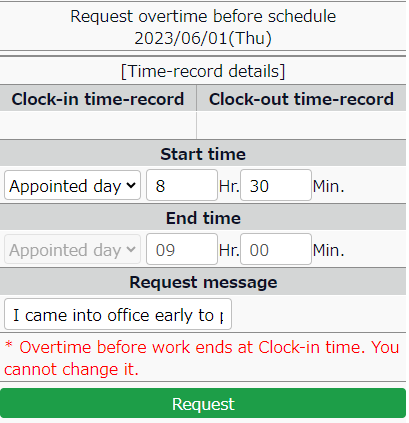 Request overtime before schedule
2023/06/01(Thu)
[Time-record details]
Clock-in time-record Clock-out time-record
Start time
Appointed day 8 Hr. 30 Min.
End time
Appointed day 09 Hr. 00 Min.
Request message
I came into office early to
* Overtime before work ends at Clock-in time. You
cannot change it.
Request